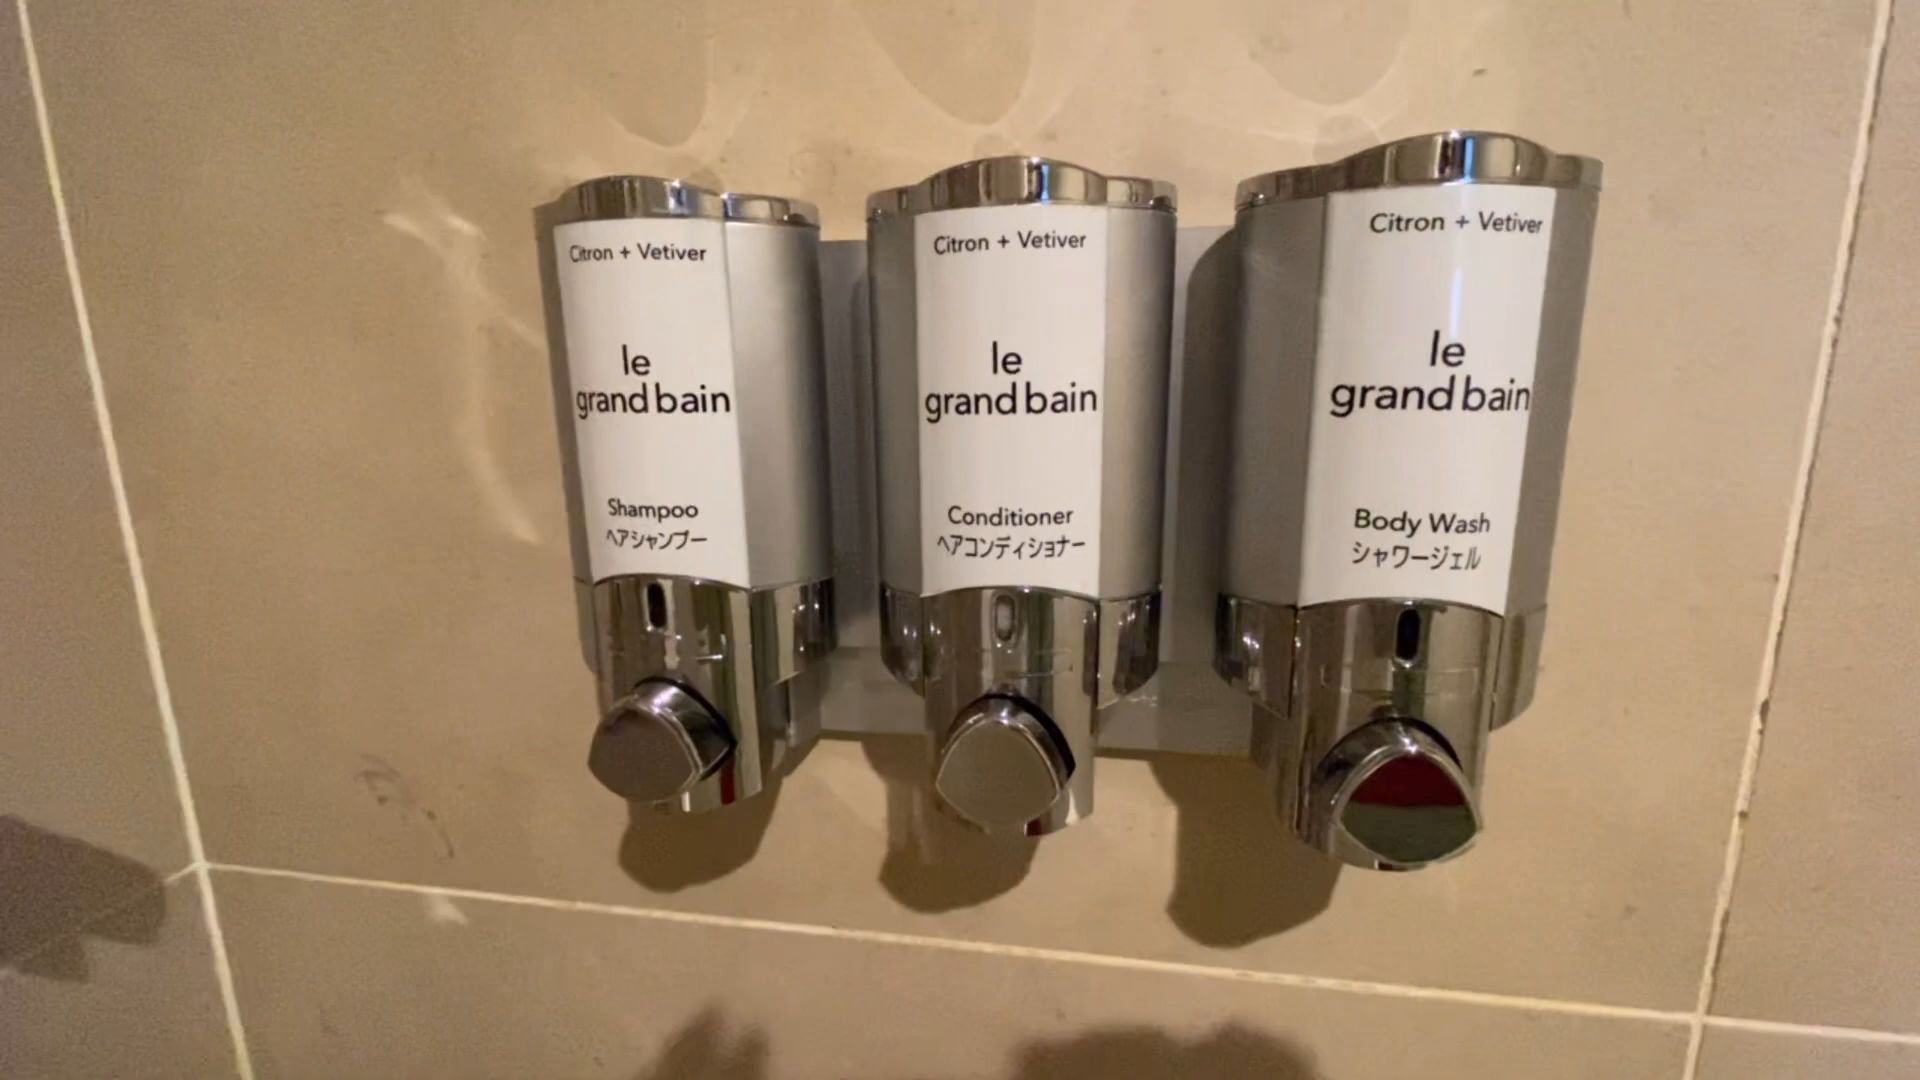 Citron + Vetiver
le
grand bain
Shampoo
ヘアシャンプー
Citron + Vetiver
le
grand bain
Conditioner
ヘアコンディショナー
Citron + Vetiver
le
grand bain
Body Wash
シャワージェル